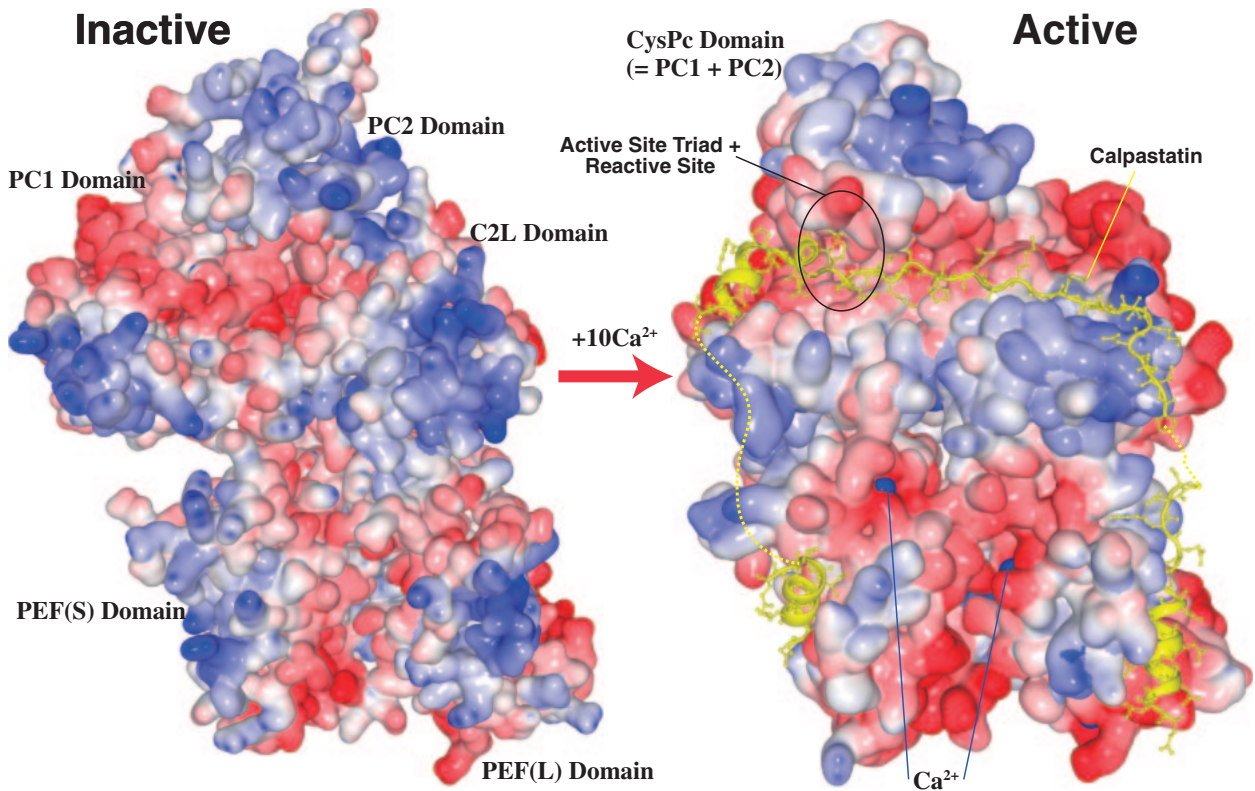 Inactive
Active
CysPc Domain
(= PC1 + PC2)
PC2 Domain
Active Site Triad +
Reactive Site
Calpastatin
PC1 Domain
C2L Domain
+10Ca²⁺
PEF(S) Domain
PEF(L) Domain
Ca²⁺